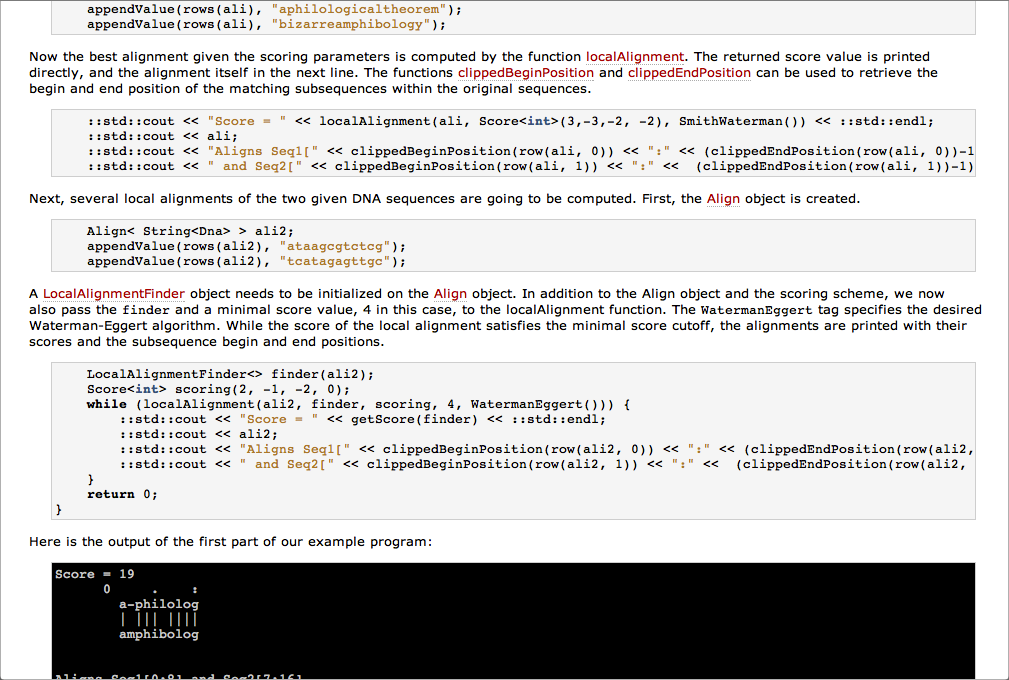 appendValue(rows(ali), "aphilologicaltheorem");
appendValue(rows(ali), "bizarreamphibology");
Now the best alignment given the scoring parameters is computed by the function localAlignment. The returned score value is printed
directly, and the alignment itself in the next line. The functions clippedBeginPosition and clippedEndPosition can be used to retrieve the
begin and end position of the matching subsequences within the original sequences.
::std::cout << "Score = " << localAlignment(ali, Score<int>(3,-3,-2, -2), SmithWaterman()) << ::std::endl;
::std::cout << ali;
::std::cout << "Aligns Seq1[" << clippedBeginPosition(row(ali, 0)) << ":" << (clippedEndPosition(row(ali, 0))-1
::std::cout << " and Seq2[" << clippedBeginPosition(row(ali, 1)) << ":" <<  (clippedEndPosition(row(ali, 1))-1)
Next, several local alignments of the two given DNA sequences are going to be computed. First, the Align object is created.
Align< String<Dna> > ali2;
appendValue(rows(ali2), "ataagcgtctcg");
appendValue(rows(ali2), "tcatagagttgc");
A LocalAlignmentFinder object needs to be initialized on the Align object. In addition to the Align object and the scoring scheme, we now
also pass the finder and a minimal score value, 4 in this case, to the localAlignment function. The WatermanEggert tag specifies the desired
Waterman-Eggert algorithm. While the score of the local alignment satisfies the minimal score cutoff, the alignments are printed with their
scores and the subsequence begin and end positions.
LocalAlignmentFinder<> finder(ali2);
Score<int> scoring(2, -1, -2, 0);
while (localAlignment(ali2, finder, scoring, 4, WatermanEggert())) {
::std::cout << "Score = " << getScore(finder) << ::std::endl;
::std::cout << ali2;
::std::cout << "Aligns Seq1[" << clippedBeginPosition(row(ali2, 0)) << ":" << (clippedEndPosition(row(ali2,
::std::cout << " and Seq2[" << clippedBeginPosition(row(ali2, 1)) << ":" <<  (clippedEndPosition(row(ali2,
}
return 0;
}
Here is the output of the first part of our example program:
Score = 19
0     .    :
a-philolog
| ||| ||||
amphibolog
Aligns Seq1[0:8] and Seq2[7:16]